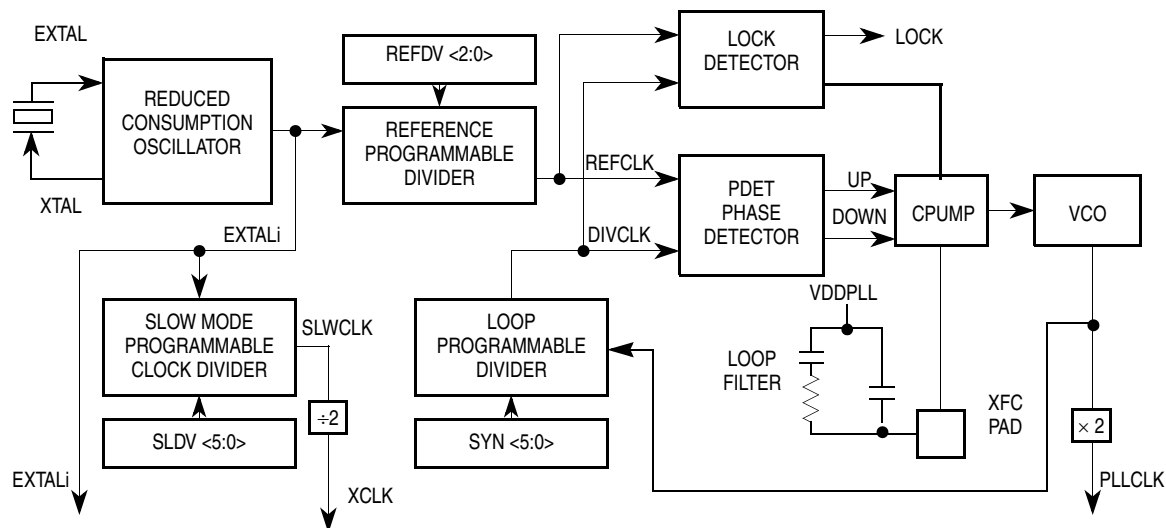 EXTAL
XTAL
REDUCED
CONSUMPTION
OSCILLATOR
REFDV <2:0>
REFERENCE
PROGRAMMABLE
DIVIDER
LOCK
DETECTOR
LOCK
REFCLK
PDET
PHASE
DETECTOR
UP
DOWN
CPUMP
VCO
EXTALi
DIVCLK
SLOW MODE
PROGRAMMABLE
CLOCK DIVIDER
SLWCLK
LOOP
PROGRAMMABLE
DIVIDER
VDDPLL
LOOP
FILTER
XFC
PAD
÷2
× 2
SLDV <5:0>
SYN <5:0>
EXTALi
XCLK
PLLCLK